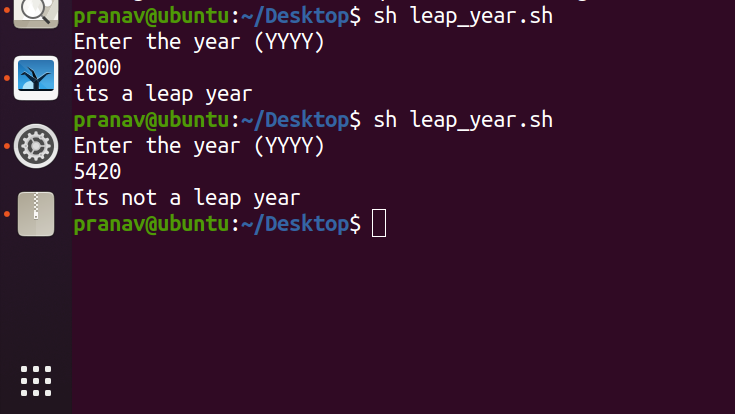 pranav@ubuntu:~/Desktop$ sh leap_year.sh
Enter the year (YYYY)
2000
its a leap year
pranav@ubuntu:~/Desktop$ sh leap_year.sh
Enter the year (YYYY)
5420
Its not a leap year
pranav@ubuntu:~/Desktop$